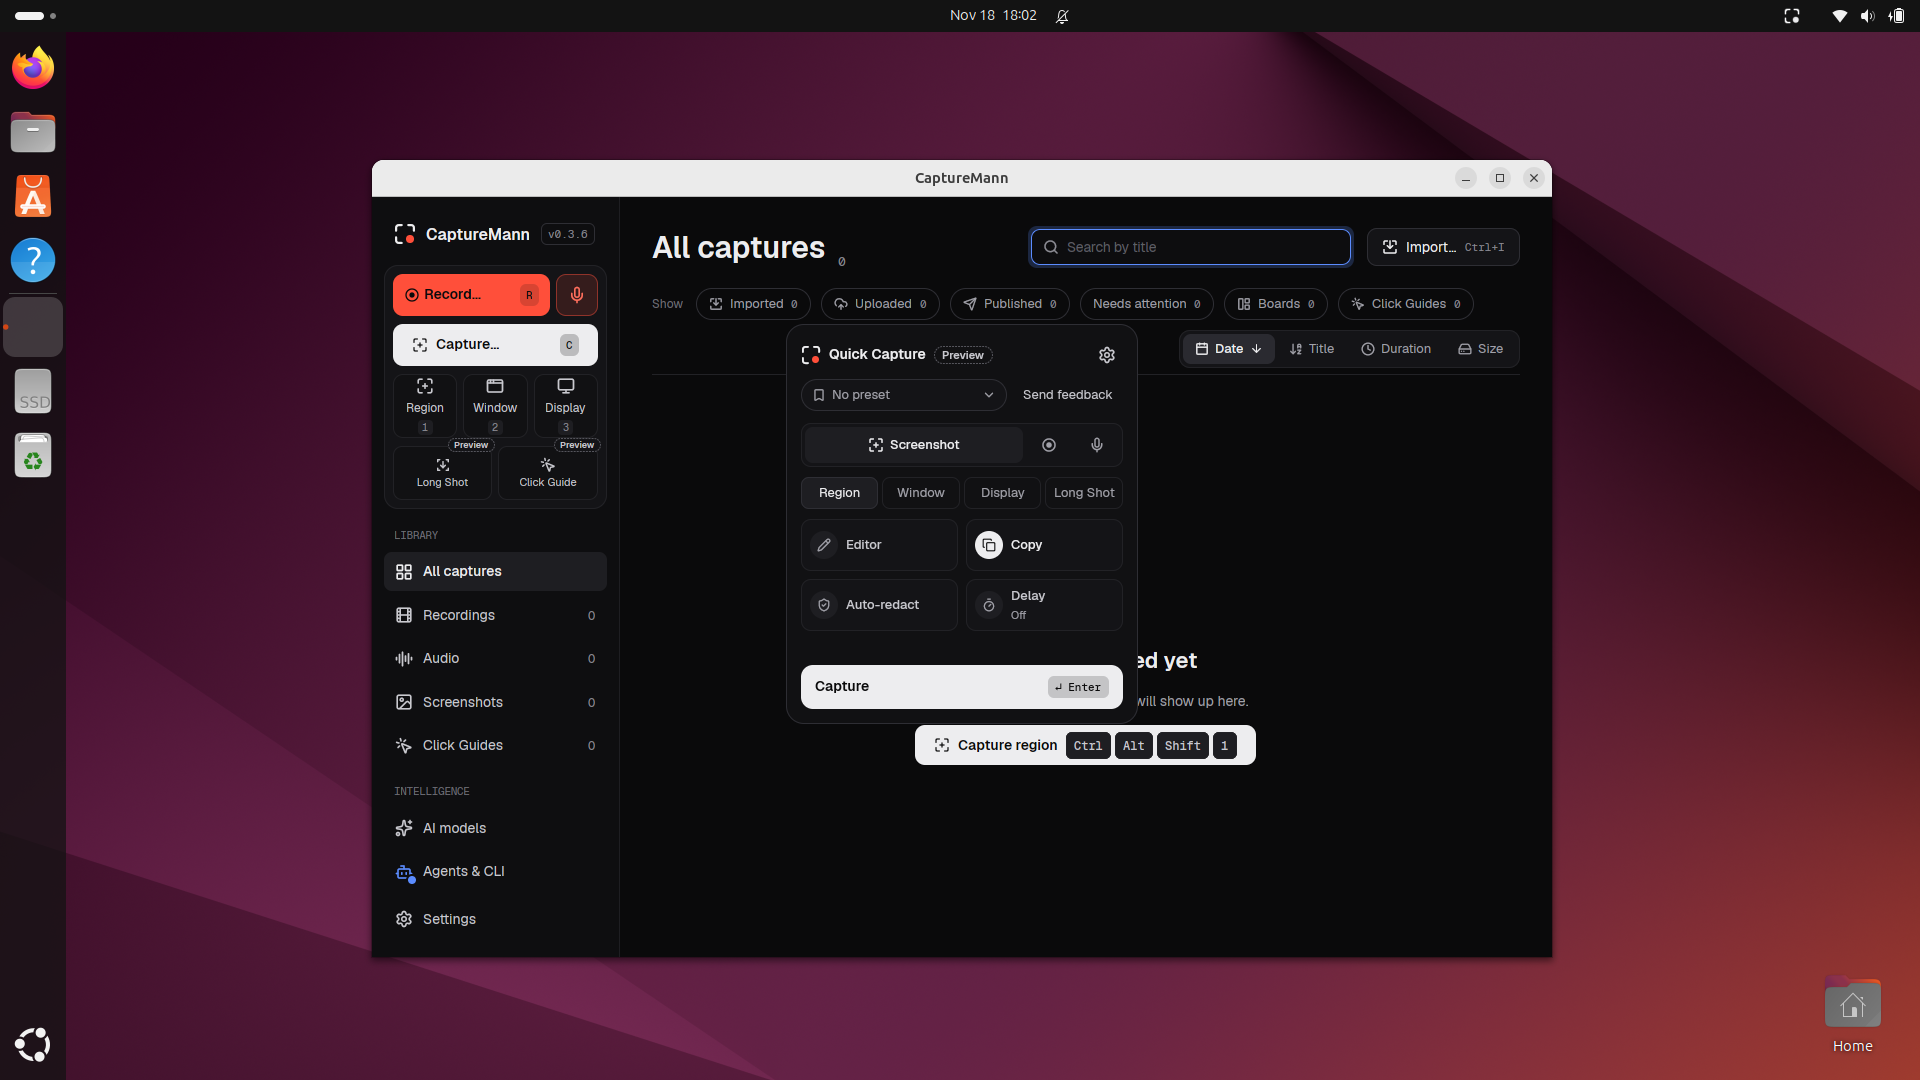 Nov 18 18:02
CaptureMann
CaptureMann v0.3.6
Record... R
Capture... C
Region
1
Window
2
Display
3
Preview
Long Shot
Preview
Click Guide
LIBRARY
All captures
Recordings 0
Audio 0
Screenshots 0
Click Guides 0
INTELLIGENCE
AI models
Agents & CLI
Settings
All captures 0
Search by title
Import... Ctrl+I
Show Imported 0 Uploaded 0 Published 0 Needs attention 0 Boards 0 Click Guides 0
Date Title Duration Size
Quick Capture Preview
No preset Send feedback
Screenshot
Region Window Display Long Shot
Editor Copy
Auto-redact Delay
Off
Capture Enter
ed yet
will show up here.
Capture region Ctrl Alt Shift 1
SSD
Home